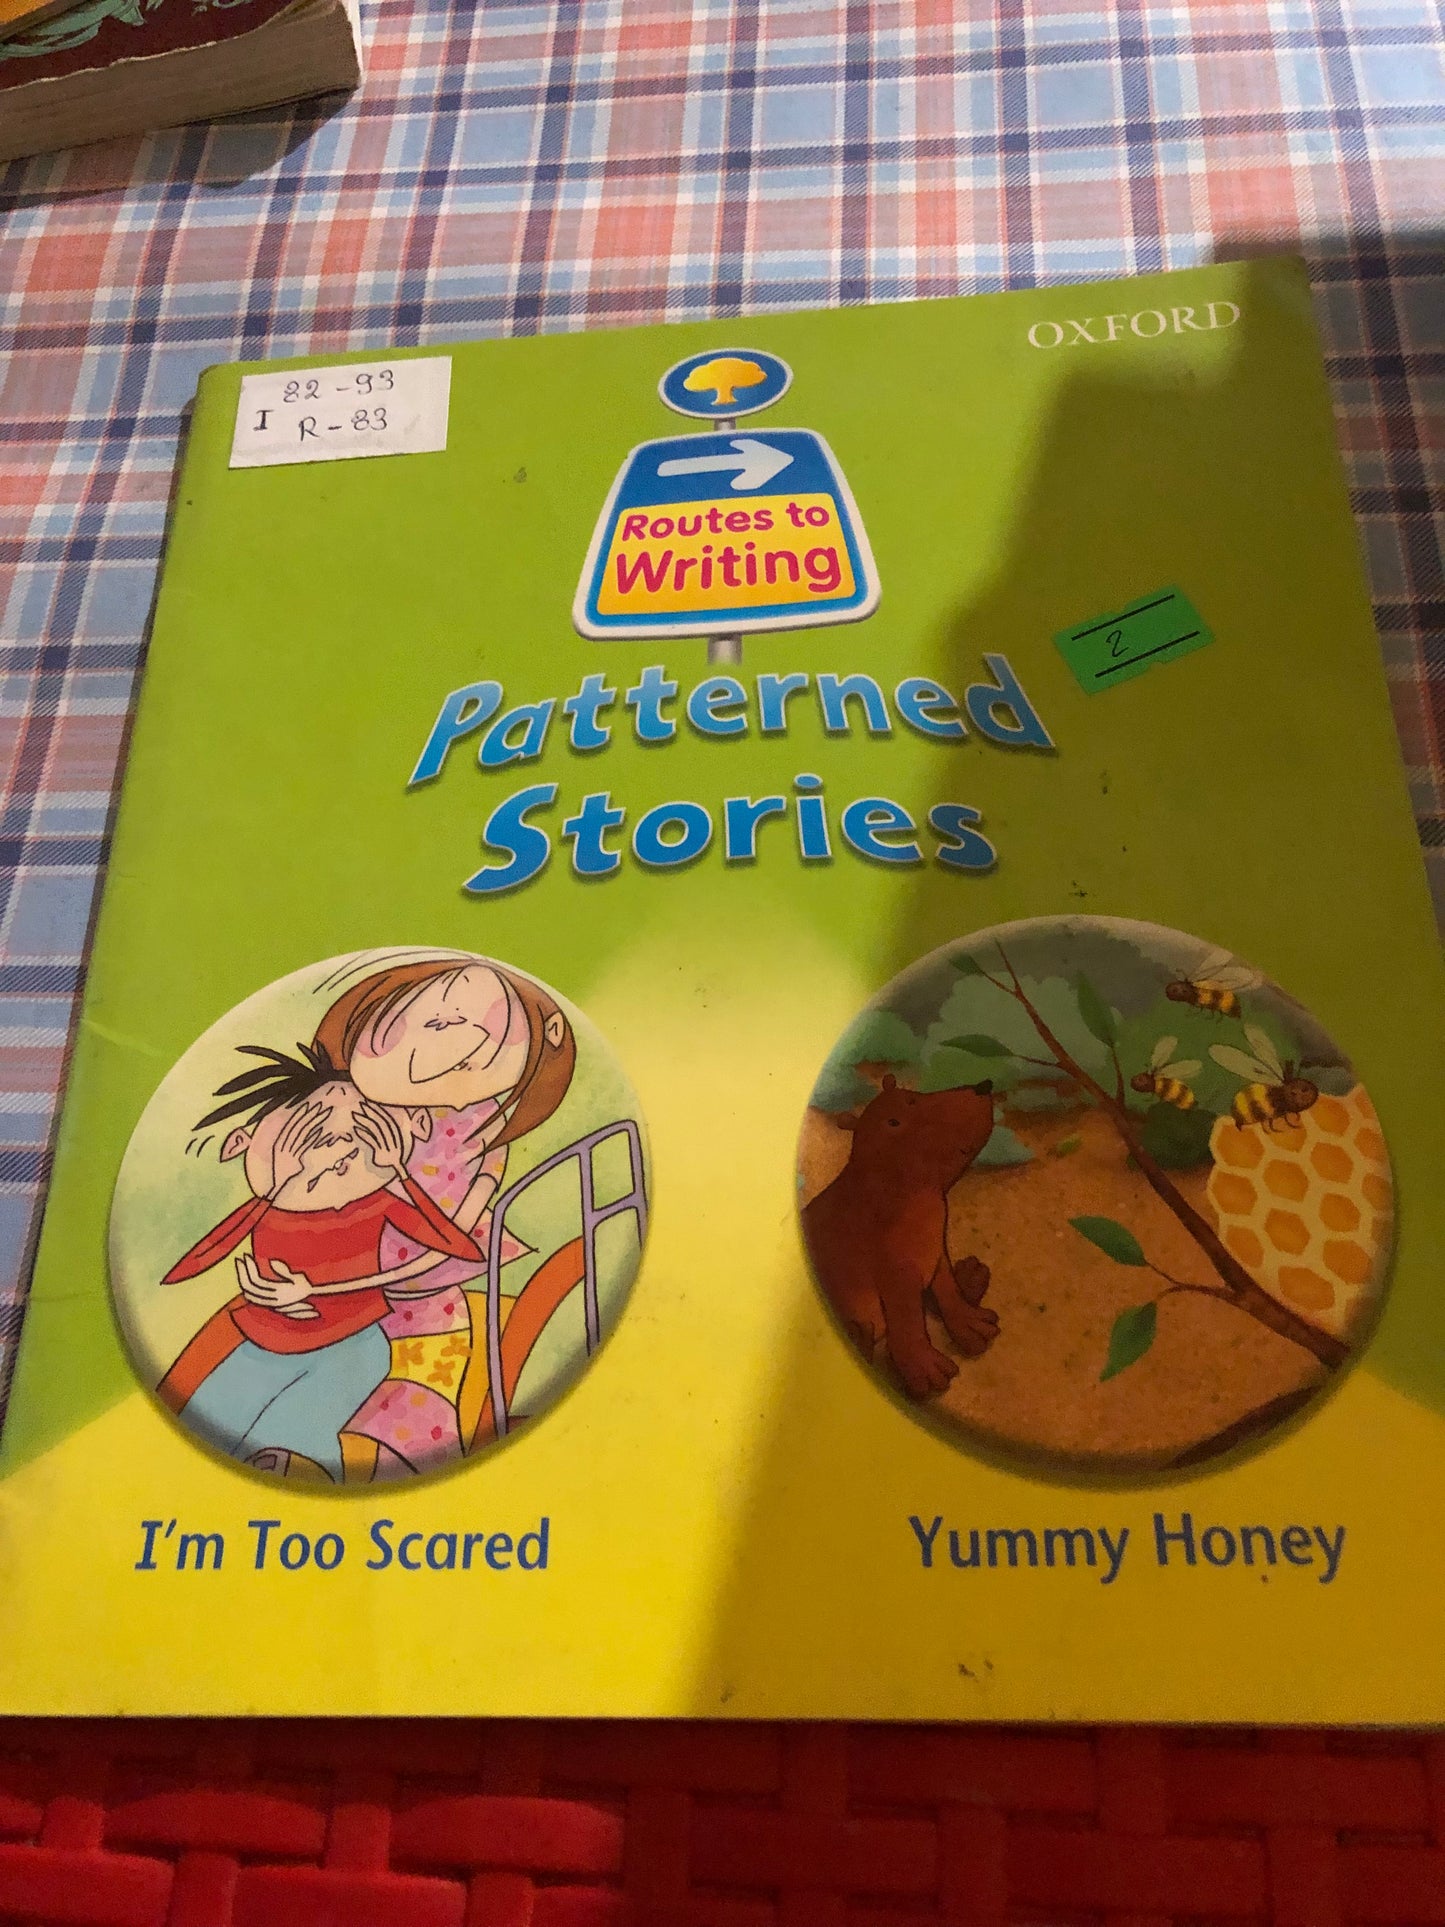 OXFORD
82-93
I R-83
Routes to
Writing
2
Patterned
Stories
I'm Too Scared
Yummy Honey